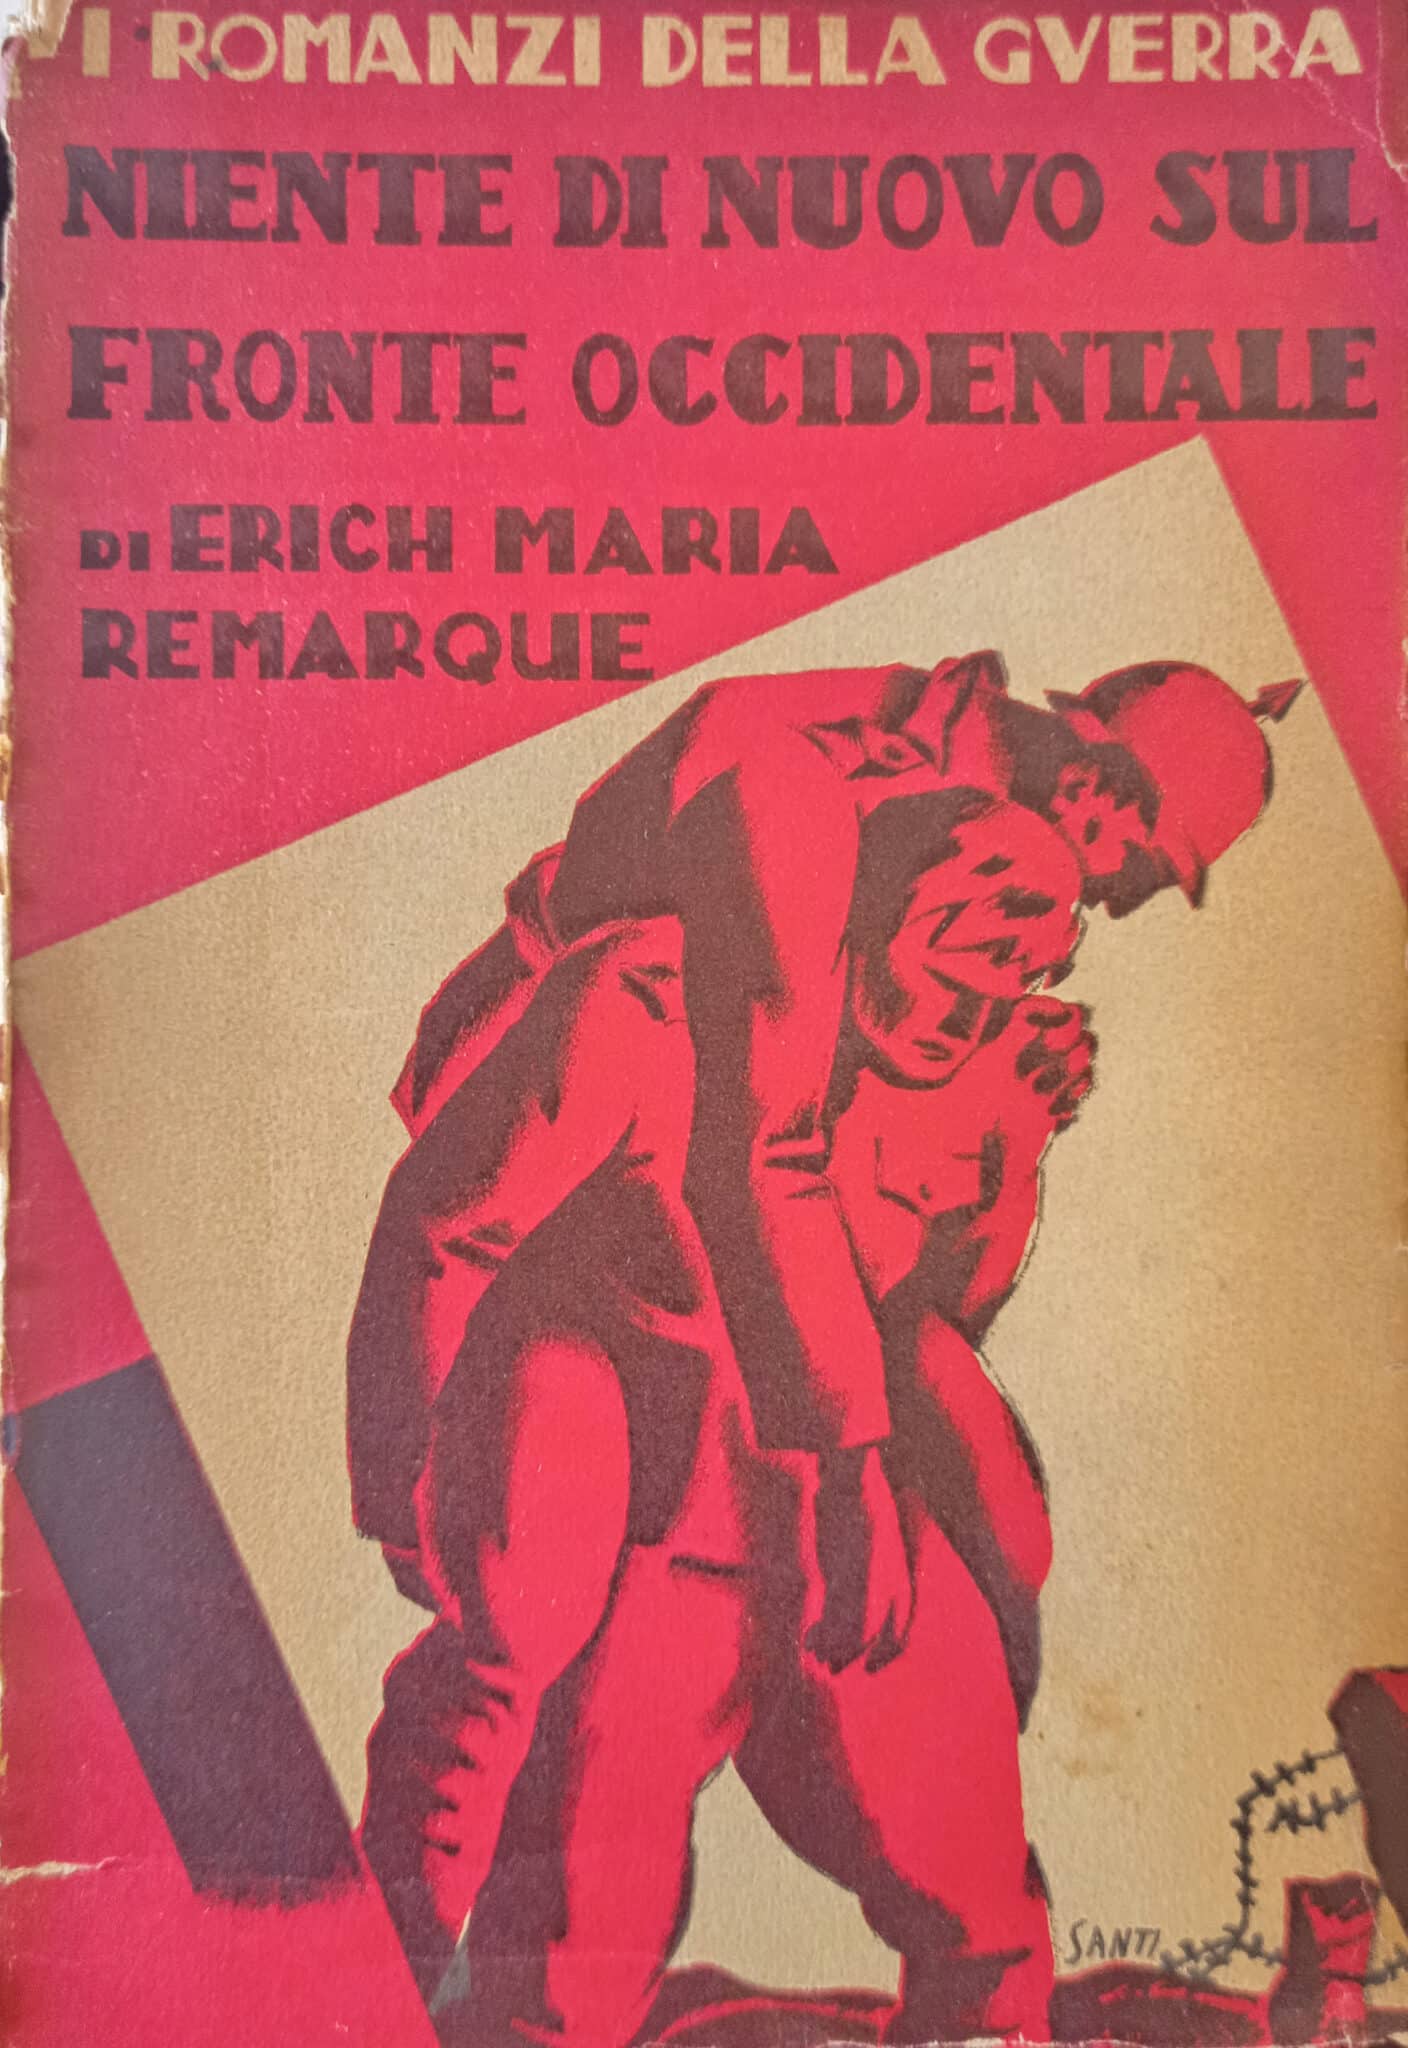 I ROMANZI DELLA GVERRA
NIENTE DI NUOVO SUL
FRONTE OCCIDENTALE
DI ERICH MARIA
REMARQUE
SANTI